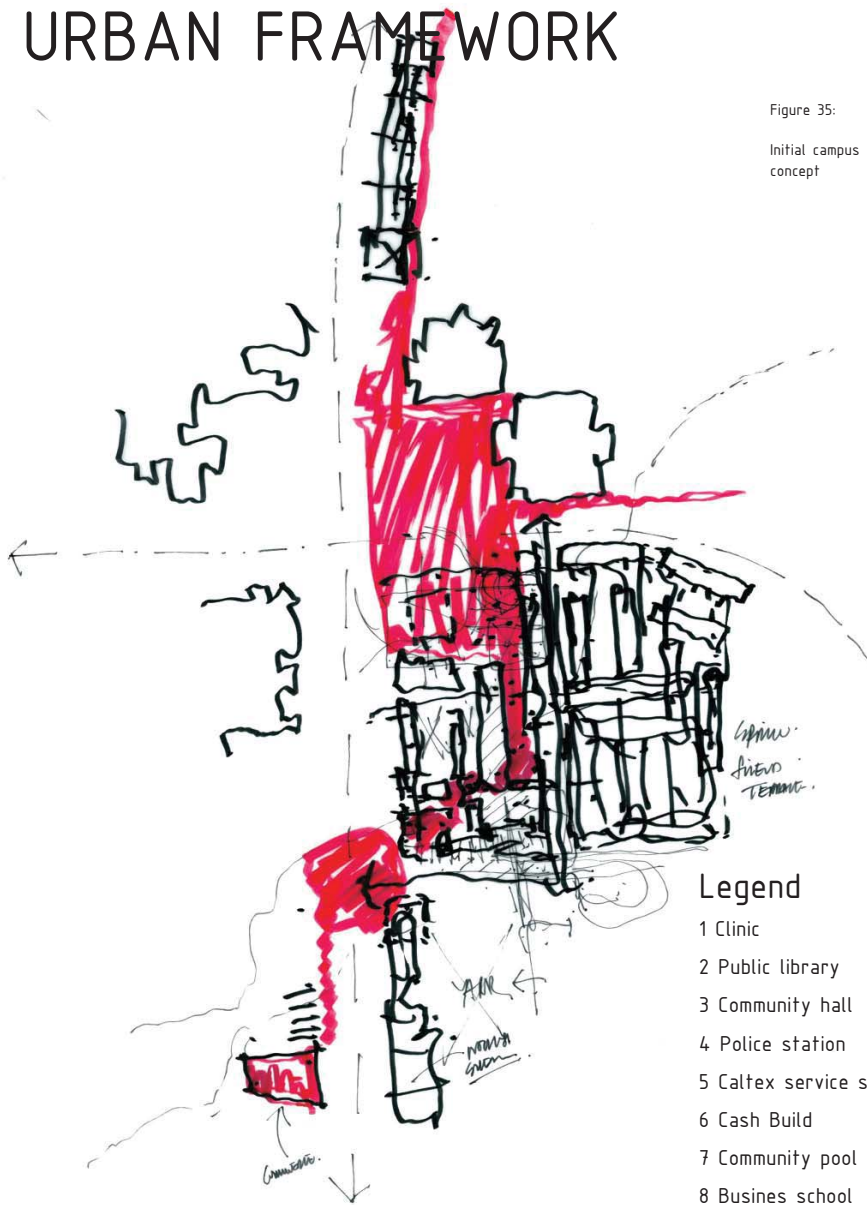 URBAN FRAMEWORK
Figure 35:
Initial campus
concept
Legend
1 Clinic
2 Public library
3 Community hall
4 Police station
5 Caltex service s
6 Cash Build
7 Community pool
8 Busines school